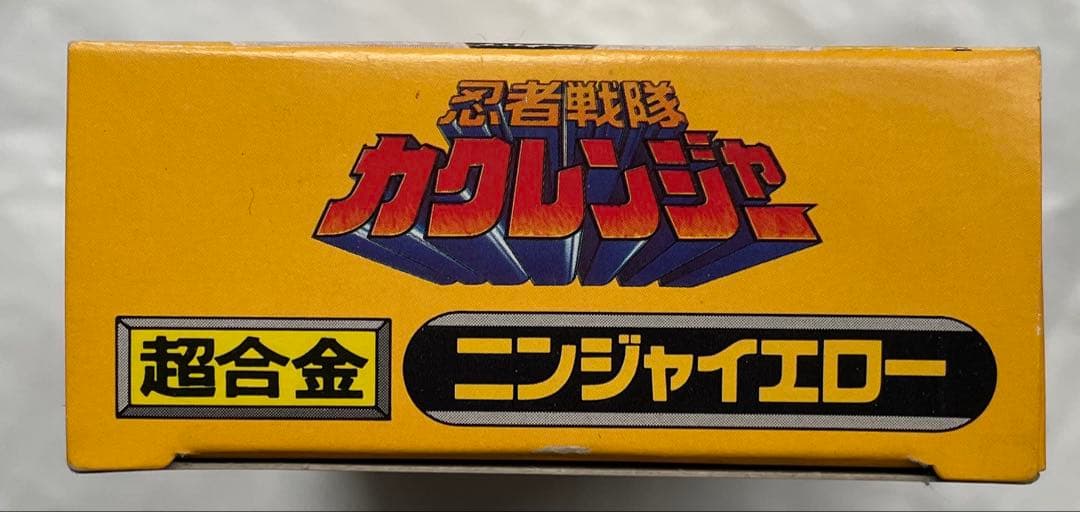 忍者戦隊
カクレンジャー
超合金
ニンジャイエロー